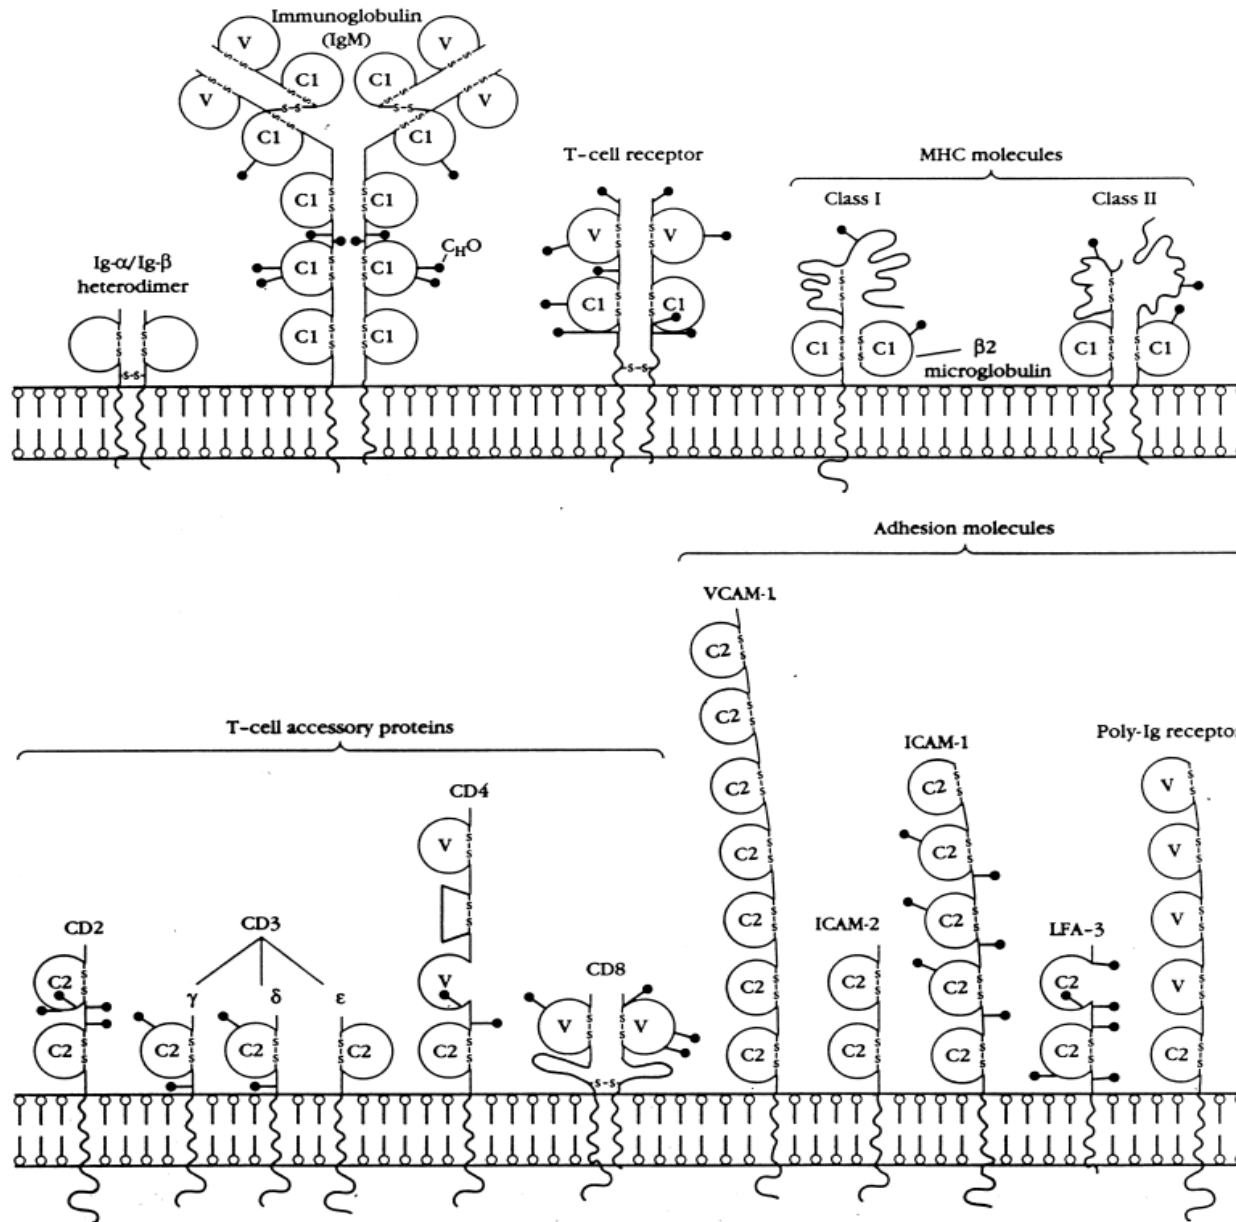 Immunoglobulin
(IgM)
V
V
C1
C1
V
V
S-S
C1
C1
C1
C1
T-cell receptor
MHC molecules
Class I
Class II
V
V
CHO
Ig-α/Ig-β
heterodimer
C1
C1
C1
C1
C1
C1
C1
C1
C1
C1
β2
microglobulin
C1
C1
-S-S-
-S-S-
Adhesion molecules
VCAM-1
C2
C2
T-cell accessory proteins
ICAM-1
Poly-Ig receptor
CD4
C2
C2
V
V
C2
C2
V
V
CD2
CD3
C2
V
ICAM-2
LFA-3
CD8
C2
γ
δ
ε
V
C2
C2
C2
C2
V
V
V
C2
C2
C2
C2
C2
C2
C2
C2
C2
V
-S-S-